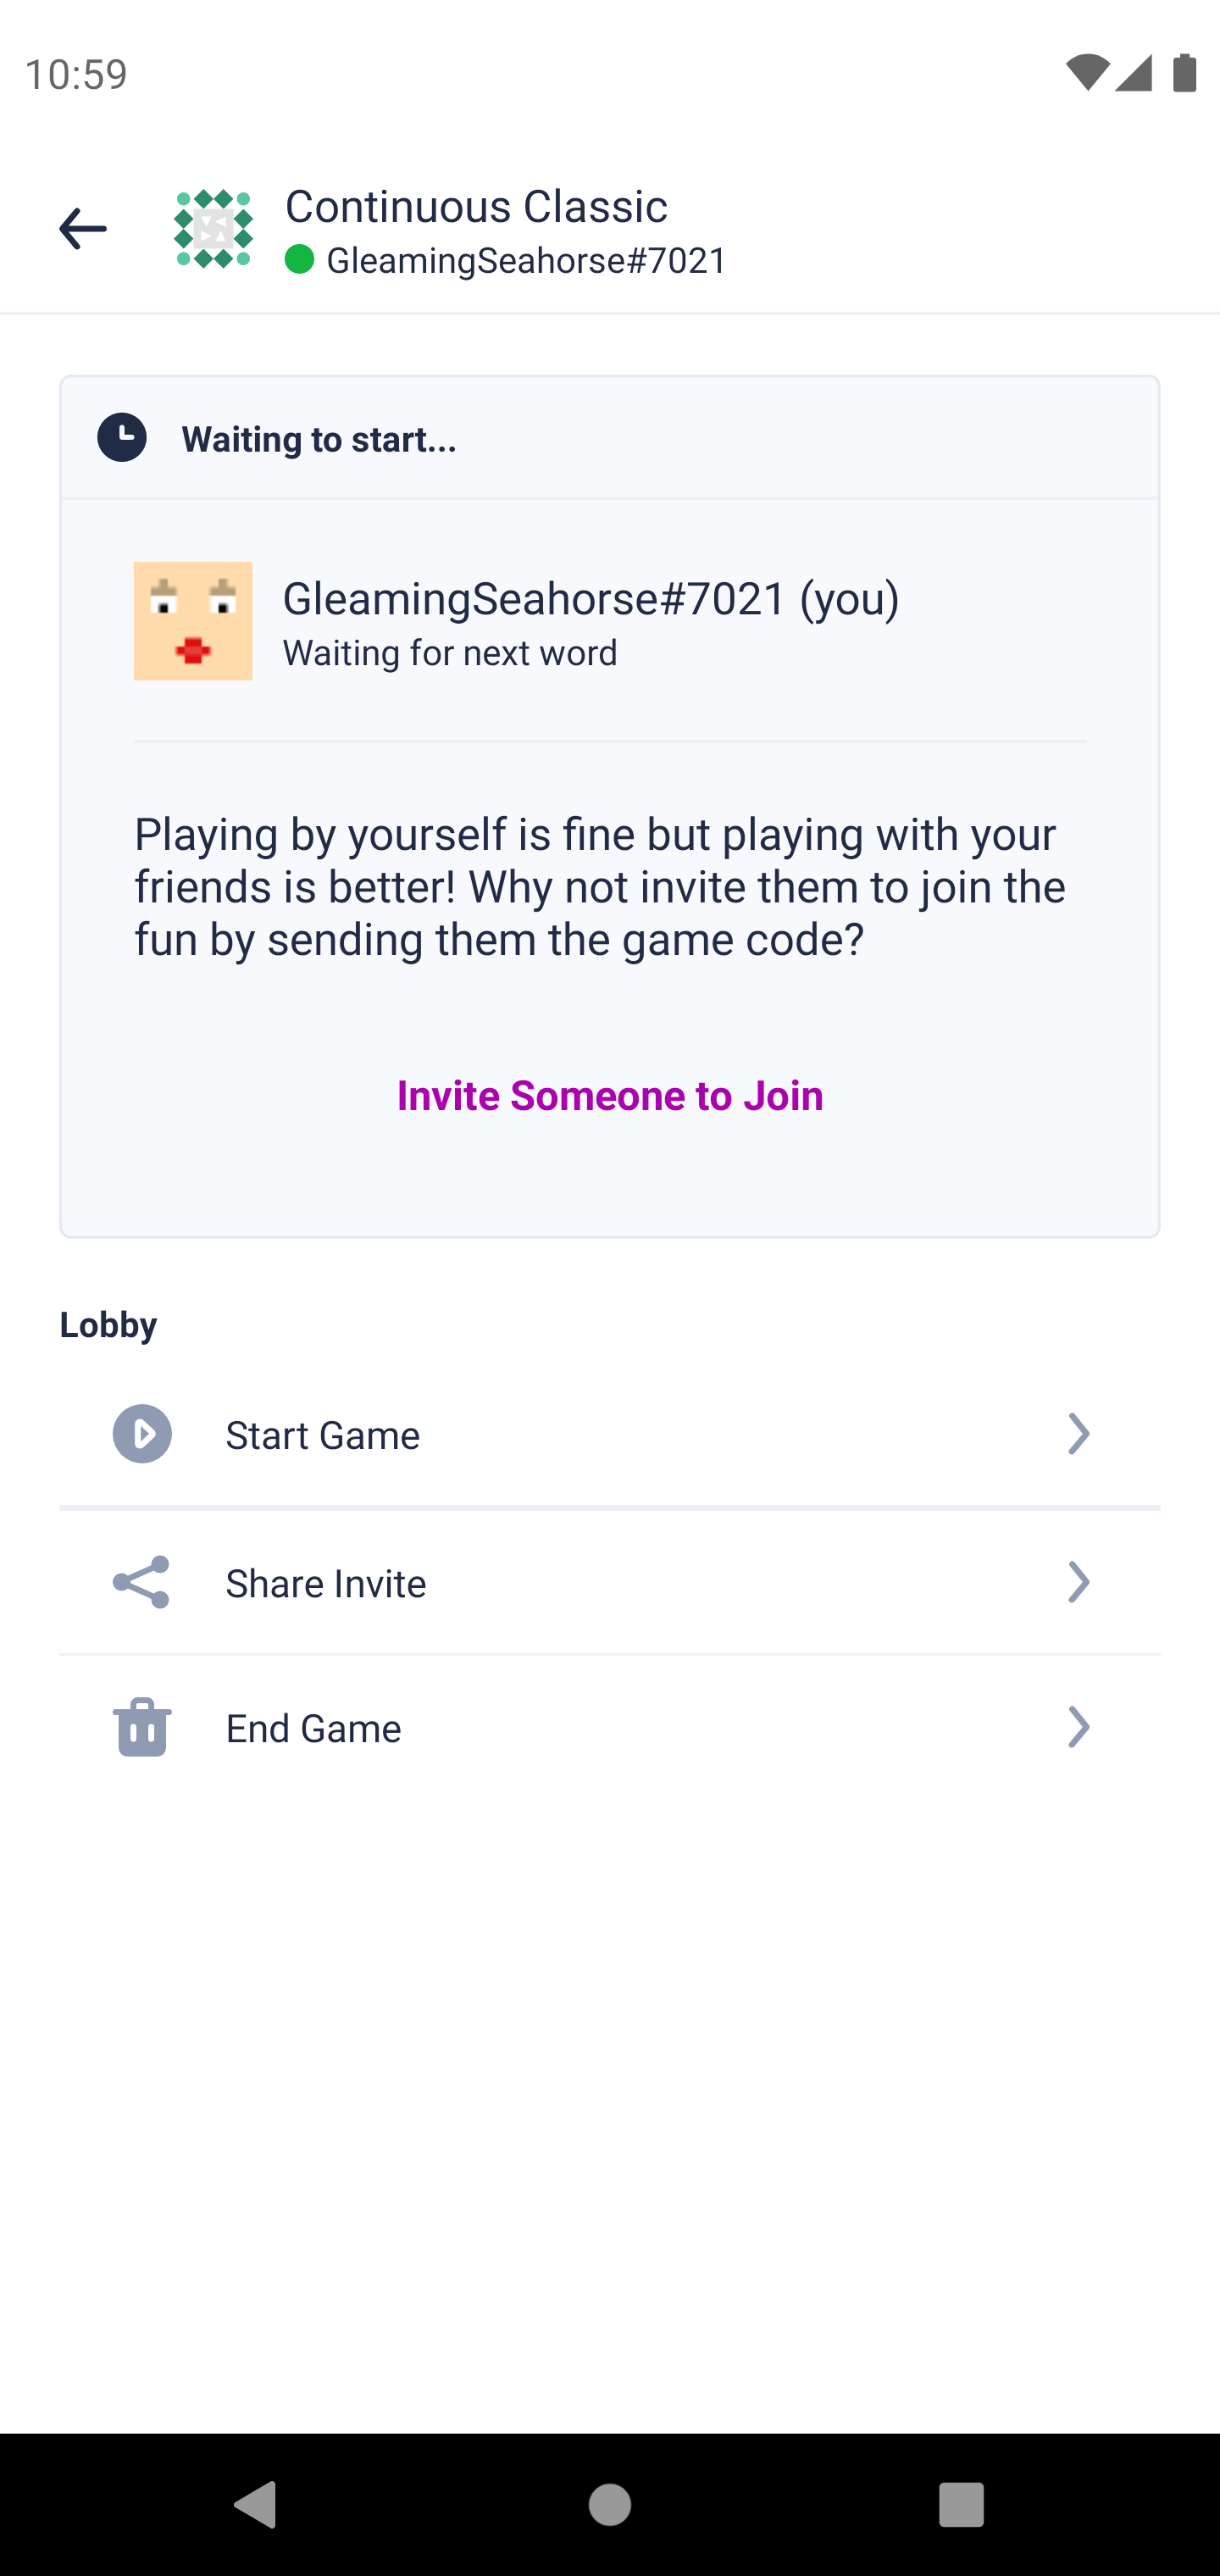 10:59
Continuous Classic
GleamingSeahorse#7021
Waiting to start...
GleamingSeahorse#7021 (you)
Waiting for next word
Playing by yourself is fine but playing with your
friends is better! Why not invite them to join the
fun by sending them the game code?
Invite Someone to Join
Lobby
Start Game
Share Invite
End Game